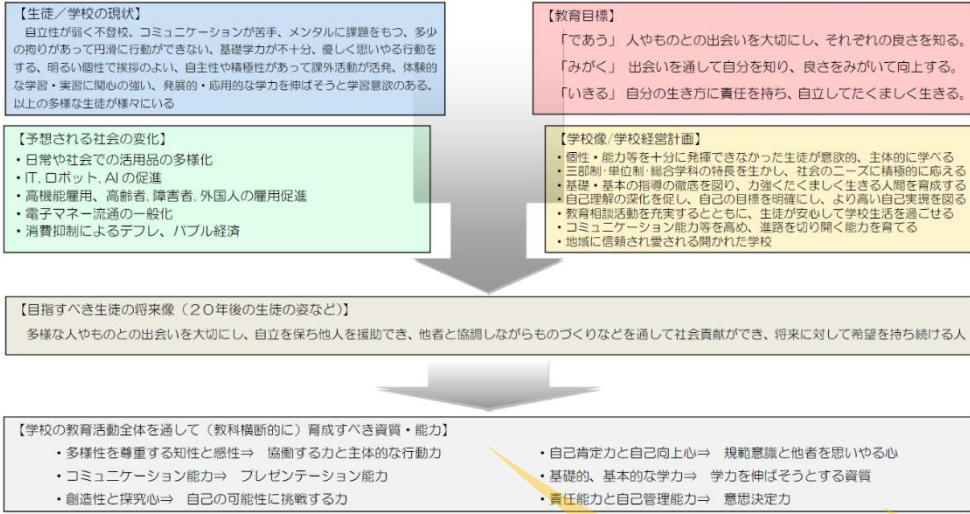 【生徒/学校の現状】
自立性が弱く不登校、コミュニケーションが苦手、メンタルに課題をもつ、多少
の拘りがあって円滑に行動ができない、基礎学力が不十分、優しく思いやる行動を
する、明るい個性で挨拶のよい、自主性や積極性があって課外活動が活発、体験的
な学習・実習に関心の強い、発展的・応用的な学力を伸ばそうと学習意欲のある、
以上の多様な生徒が様々にいる
【教育目標】
「であう」 人やものとの出会いを大切にし、それぞれの良さを知る。
「みがく」 出会いを通して自分を知り、良さをみがいて向上する。
「いきる」 自分の生き方に責任を持ち、自立してたくましく生きる。
【予想される社会の変化】
・日常や社会での活用品の多様化
・IT、ロボット、AIの促進
・高機能雇用、高齢者、障害者、外国人の雇用促進
・電子マネー流通の一般化
・消費抑制によるデフレ、バブル経済
【学校像/学校経営計画】
・個性・能力等を十分に発揮できなかった生徒が意欲的、主体的に学べる
・三部制・単位制・総合学科の特長を生かし、社会のニーズに積極的に応える
・基礎・基本の指導の徹底を図り、力強くたくましく生きる人間を育成する
・自己理解の深化を促し、自己の目標を明確にし、より高い自己実現を図る
・教育相談活動を充実するとともに、生徒が安心して学校生活を過ごせる
・コミュニケーション能力等を高め、進路を切り開く能力を育てる
・地域に信頼され愛される開かれた学校
【目指すべき生徒の将来像(20年後の生徒の姿など)】
多様な人やものとの出会いを大切にし、自立を保ち他人を援助でき、他者と協調しながらものづくりなどを通して社会貢献ができ、将来に対して希望を持ち続ける人
【学校の教育活動全体を通して(教科横断的に)育成すべき資質・能力】
・多様性を尊重する知性と感性⇒ 協働する力と主体的な行動力
・コミュニケーション能力⇒ プレゼンテーション能力
・創造性と探究心⇒ 自己の可能性に挑戦する力
・自己肯定力と自己向上心⇒ 規範意識と他者を思いやる心
・基礎的、基本的な学力⇒ 学力を伸ばそうとする資質
・責任能力と自己管理能力⇒ 意思決定力